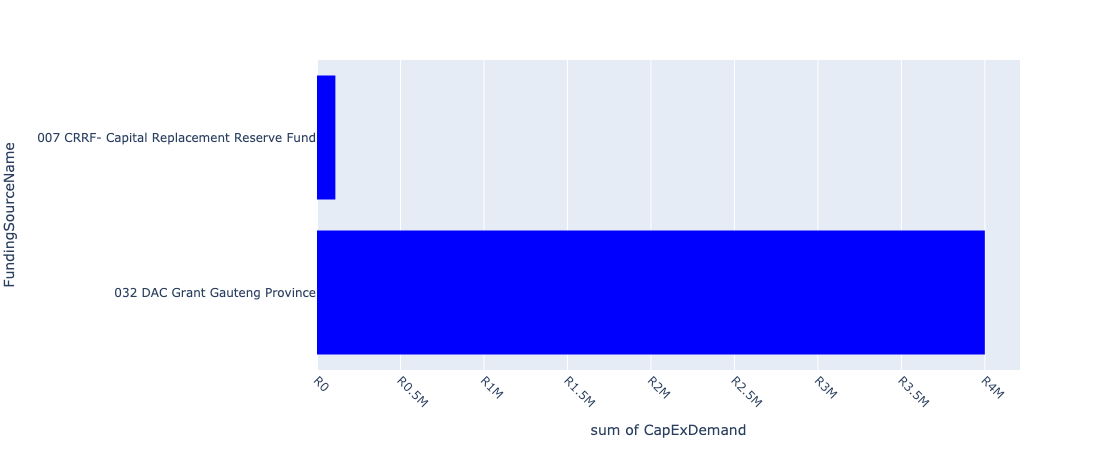 FundingSourceName
007 CRRF- Capital Replacement Reserve Fund
032 DAC Grant Gauteng Province
R0
R0.5M
R1M
R1.5M
R2M
R2.5M
R3M
R3.5M
R4M
sum of CapExDemand